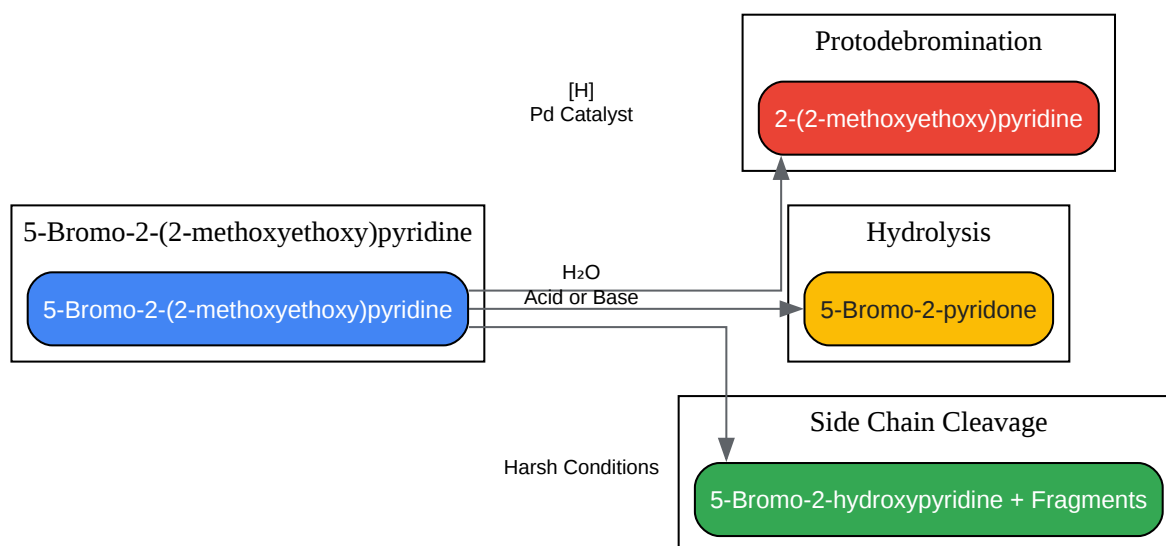 Protodebromination
2-(2-methoxyethoxy)pyridine
[H]
Pd Catalyst
5-Bromo-2-(2-methoxyethoxy)pyridine
5-Bromo-2-(2-methoxyethoxy)pyridine
H₂O
Acid or Base
Hydrolysis
5-Bromo-2-pyridone
Harsh Conditions
Side Chain Cleavage
5-Bromo-2-hydroxypyridine + Fragments